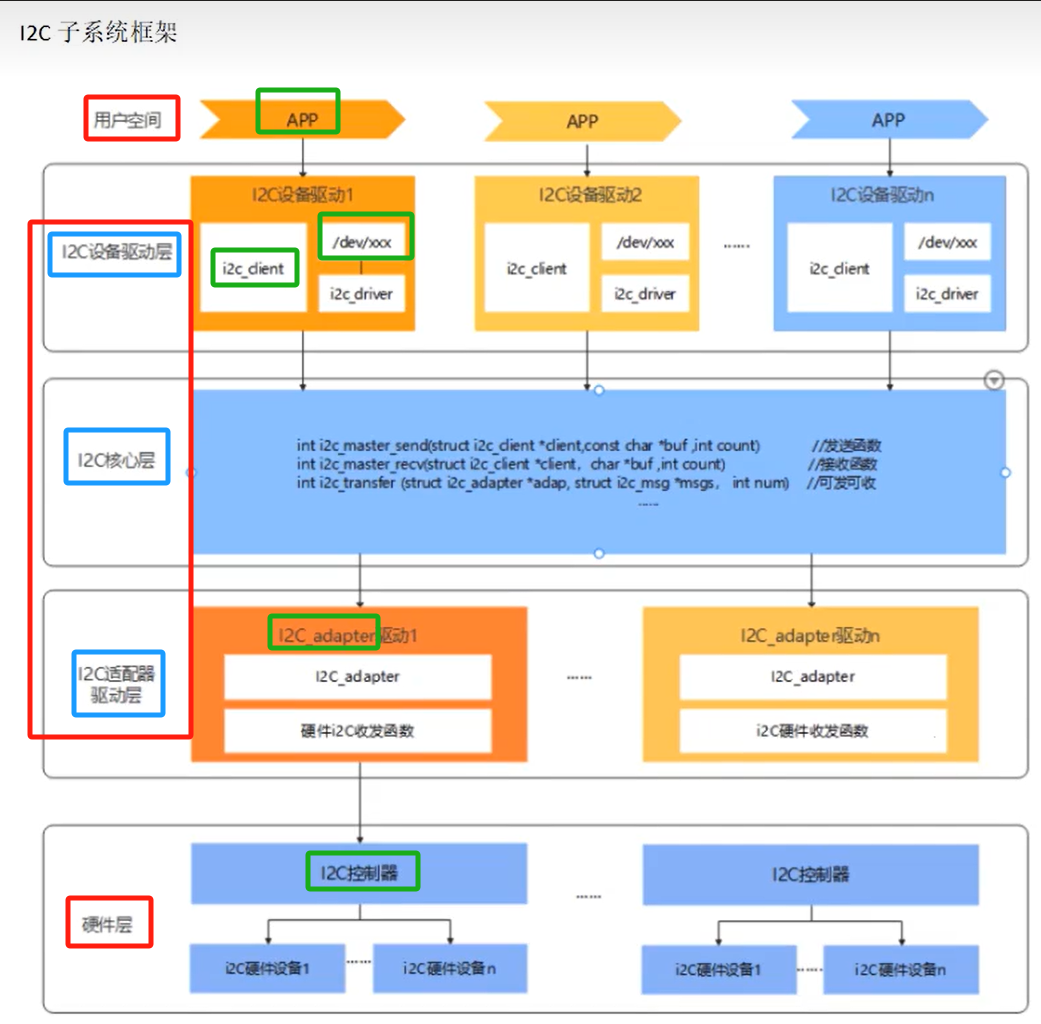 I2C 子系统框架
用户空间
APP
APP
APP
I2C设备驱动层
I2C设备驱动1
i2c_client
/dev/xxx
i2c_driver
I2C设备驱动2
i2c_client
/dev/xxx
i2c_driver
……
I2C设备驱动n
i2c_client
/dev/xxx
i2c_driver
I2C核心层
int i2c_master_send(struct i2c_client *client,const char *buf ,int count) //发送函数
int i2c_master_recv(struct i2c_client *client, char *buf ,int count) //接收函数
int i2c_transfer (struct i2c_adapter *adap, struct i2c_msg *msgs, int num) //可发可收
……
I2C适配器
驱动层
I2C_adapter驱动1
I2C_adapter
硬件i2C收发函数
……
I2C_adapter驱动n
I2C_adapter
i2C硬件收发函数
硬件层
I2C控制器
i2C硬件设备1
……
i2C硬件设备n
……
I2C控制器
i2C硬件设备1
……
i2C硬件设备n